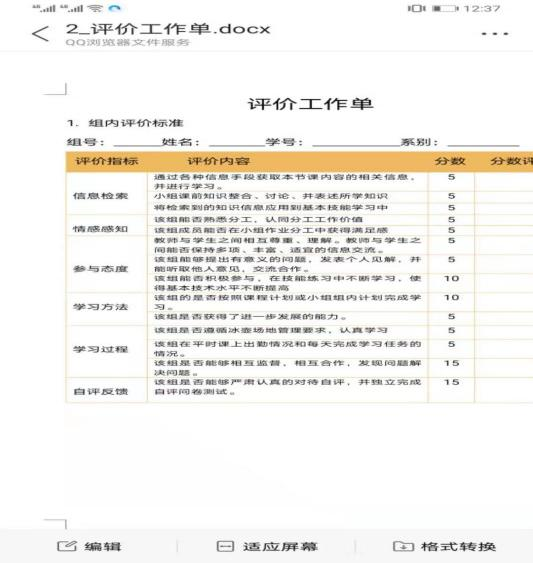 12:37
2_评价工作单.docx
QQ浏览器文件服务
评价工作单
1. 组内评价标准
组号：______姓名：______学号：______系别：______
评价指标 评价内容 分数 分数评
信息检索
通过各种信息手段获取本节课内容的相关信息， 5
并进行学习。
小组课前知识整合、讨论、并表述所学知识 5
将检索到的知识信息应用到基本技能学习中 5
情感感知
该组能否熟悉分工，认同分工工作价值 5
该组成员能否在小组作业分工中获得满足感 5
参与态度
教师与学生之间相互尊重、理解。教师与学生之 5
间能否保持多项、丰富、适宜的信息交流。
该组能够提出有意义的问题，发表个人见解，并 5
能听取他人意见，交流合作。
该组能否积极参与，在技能练习中不断学习，使 10
得基本技术水平不断提高
学习方法
该组的是否按照课程计划或小组组内计划完成学 10
习。
该组是否获得了进一步发展的能力。 5
学习过程
该组是否遵循冰壶场地管理要求，认真学习 5
该组在平时课上出勤情况和每天完成学习任务的 5
情况。
该组是否能够相互监督，相互合作，发现问题解 15
决问题。
自评反馈
该组是否能够严肃认真的对待自评，并独立完成 15
自评问卷测试。
编辑 适应屏幕 格式转换